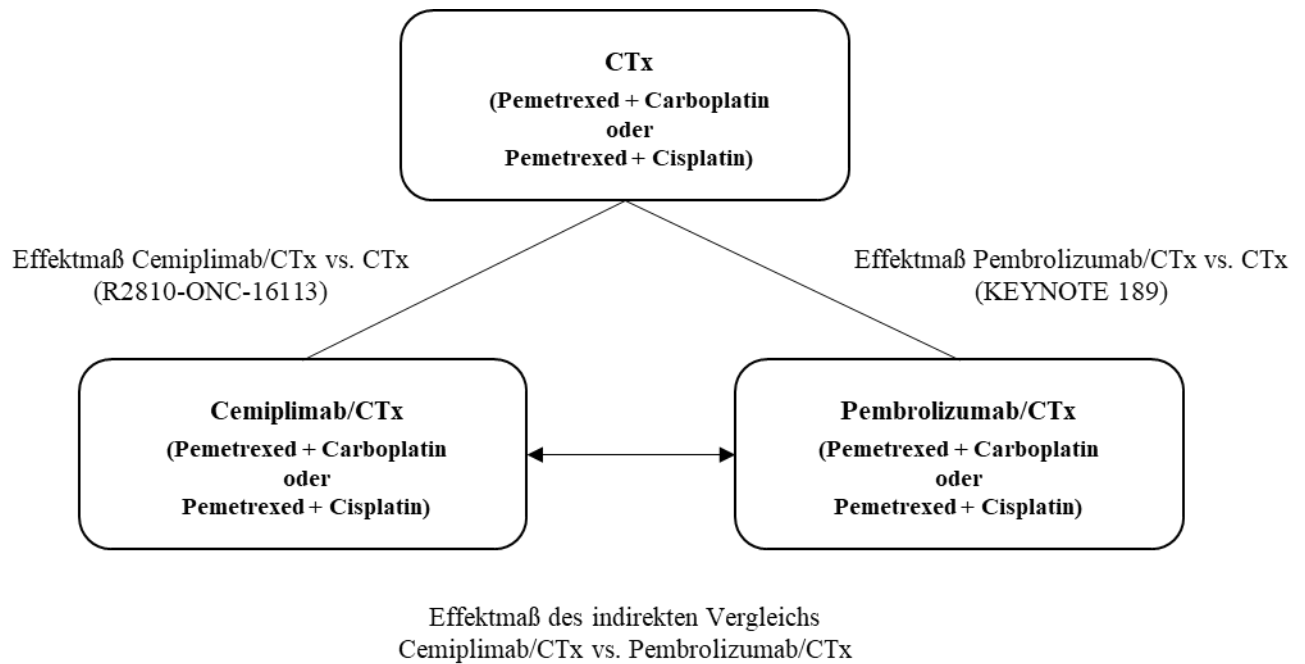 CTx
(Pemetrexed + Carboplatin
oder
Pemetrexed + Cisplatin)
Effektmaß Cemiplimab/CTx vs. CTx
(R2810-ONC-16113)
Effektmaß Pembrolizumab/CTx vs. CTx
(KEYNOTE 189)
Cemiplimab/CTx
(Pemetrexed + Carboplatin
oder
Pemetrexed + Cisplatin)
Pembrolizumab/CTx
(Pemetrexed + Carboplatin
oder
Pemetrexed + Cisplatin)
Effektmaß des indirekten Vergleichs
Cemiplimab/CTx vs. Pembrolizumab/CTx